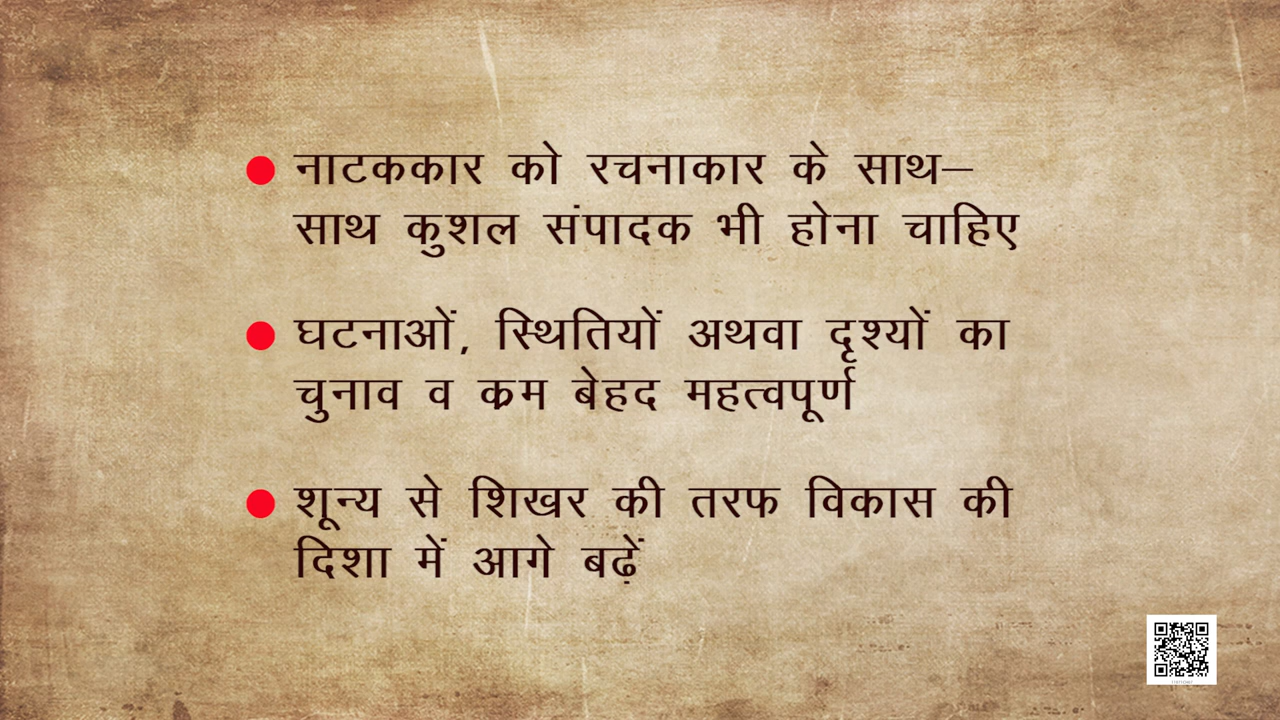 ● नाटककार को रचनाकार के साथ–
साथ कुशल संपादक भी होना चाहिए
● घटनाओं, स्थितियों अथवा दृश्यों का
चुनाव व क्रम बेहद महत्वपूर्ण
● शून्य से शिखर की तरफ विकास की
दिशा में आगे बढ़ें